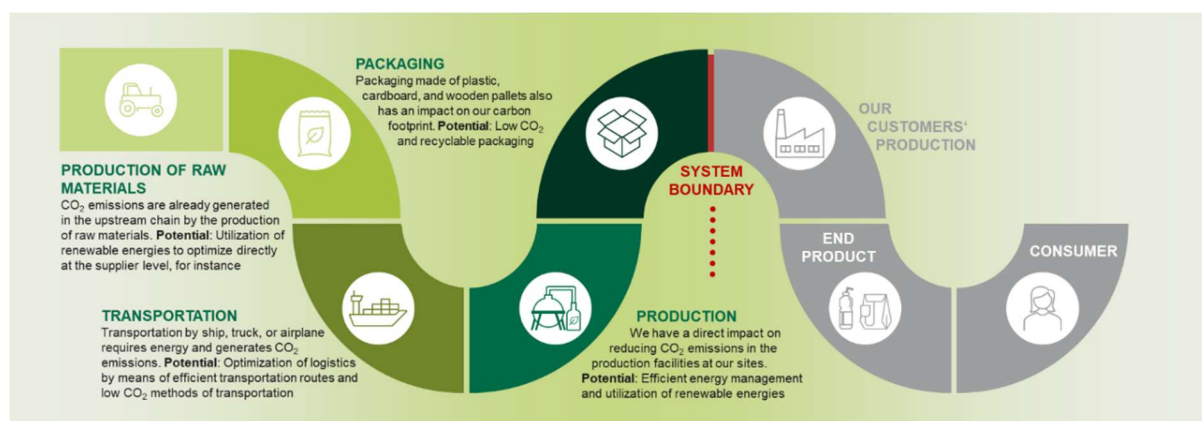 PRODUCTION OF RAW
MATERIALS
CO₂ emissions are already generated
in the upstream chain by the production
of raw materials. Potential: Utilization of
renewable energies to optimize directly
at the supplier level, for instance
PACKAGING
Packaging made of plastic,
cardboard, and wooden pallets also
has an impact on our carbon
footprint. Potential: Low CO₂
and recyclable packaging
TRANSPORTATION
Transportation by ship, truck, or airplane
requires energy and generates CO₂
emissions. Potential: Optimization of logistics
by means of efficient transportation routes and
low CO₂ methods of transportation
PRODUCTION
We have a direct impact on
reducing CO₂ emissions in the
production facilities at our sites.
Potential: Efficient energy management
and utilization of renewable energies
SYSTEM
BOUNDARY
OUR
CUSTOMERS‘
PRODUCTION
END
PRODUCT
CONSUMER